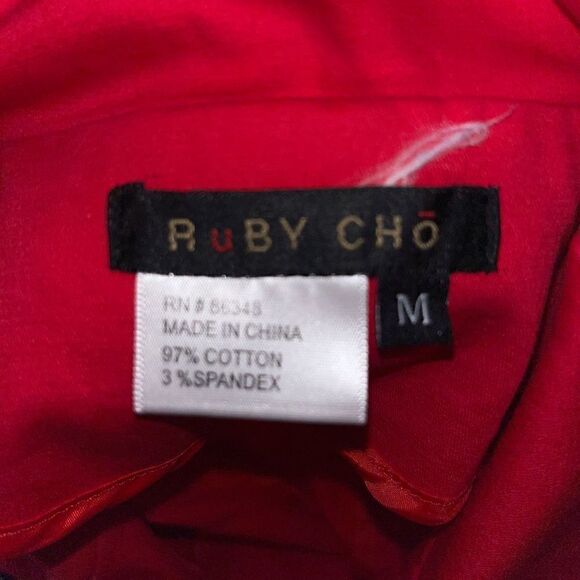 RuBY CHō
M
RN # 86348
MADE IN CHINA
97% COTTON
3 %SPANDEX